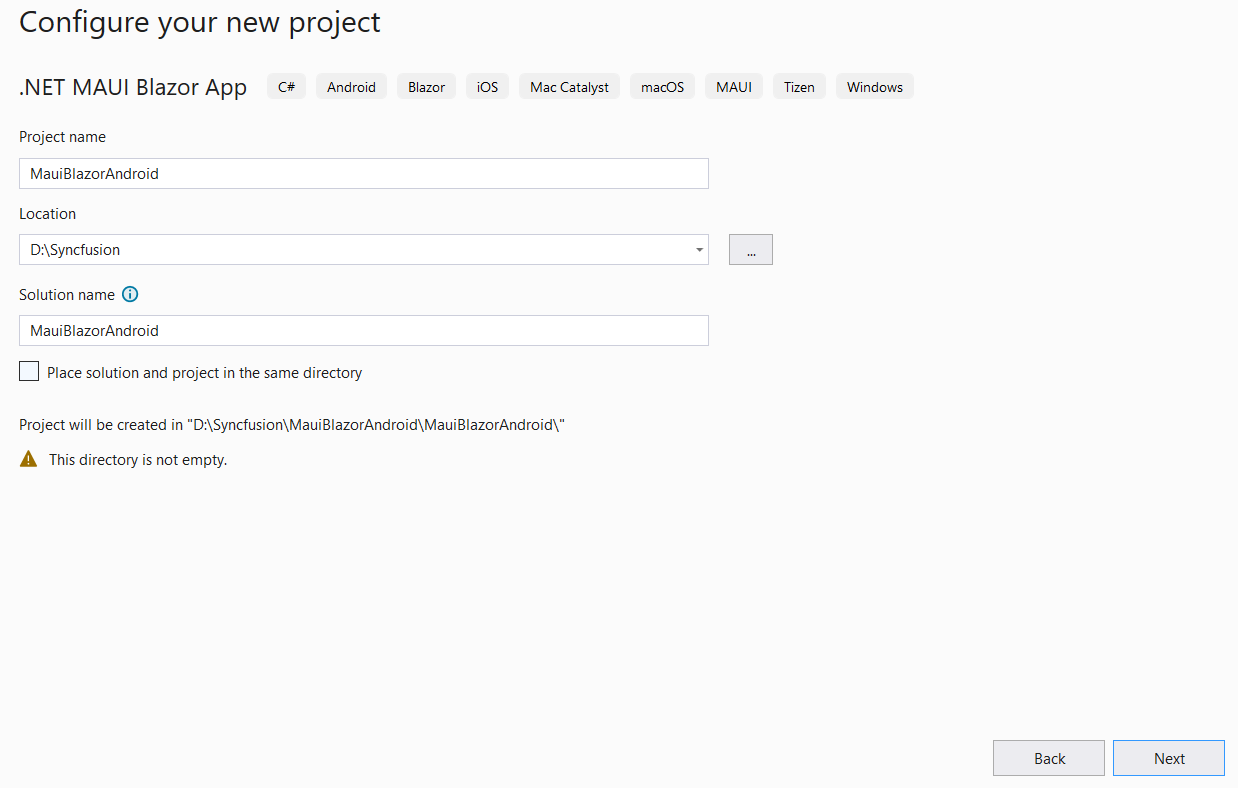 Configure your new project
.NET MAUI Blazor App C# Android Blazor iOS Mac Catalyst macOS MAUI Tizen Windows
Project name
MauiBlazorAndroid
Location
D:\Syncfusion ...
Solution name
MauiBlazorAndroid
Place solution and project in the same directory
Project will be created in "D:\Syncfusion\MauiBlazorAndroid\MauiBlazorAndroid\"
This directory is not empty.
Back Next